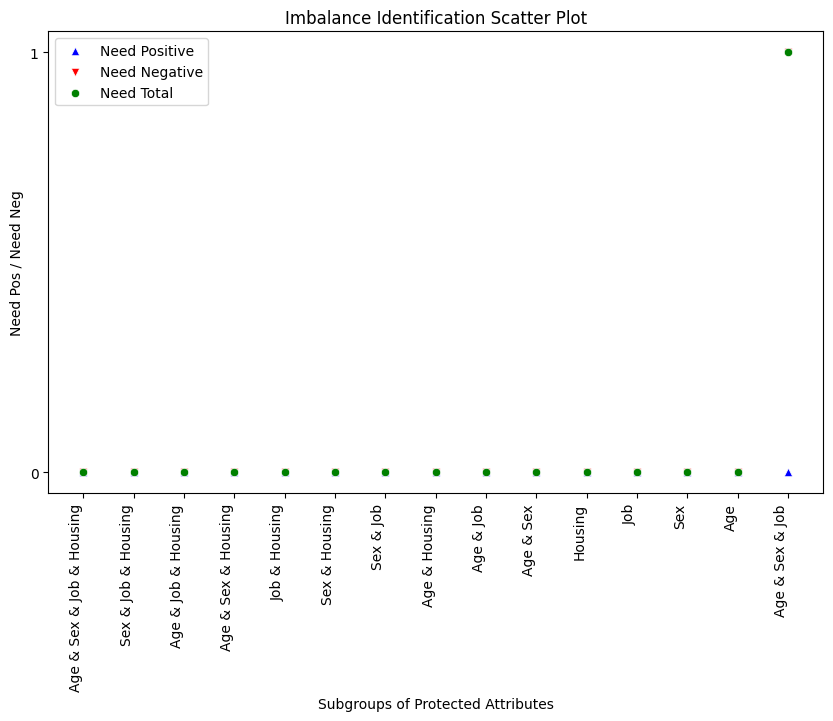 Imbalance Identification Scatter Plot
Need Positive
Need Negative
Need Total
Need Pos / Need Neg
1
0
Age & Sex & Job & Housing
Sex & Job & Housing
Age & Job & Housing
Age & Sex & Housing
Job & Housing
Sex & Housing
Sex & Job
Age & Housing
Age & Job
Age & Sex
Housing
Job
Sex
Age
Age & Sex & Job
Subgroups of Protected Attributes